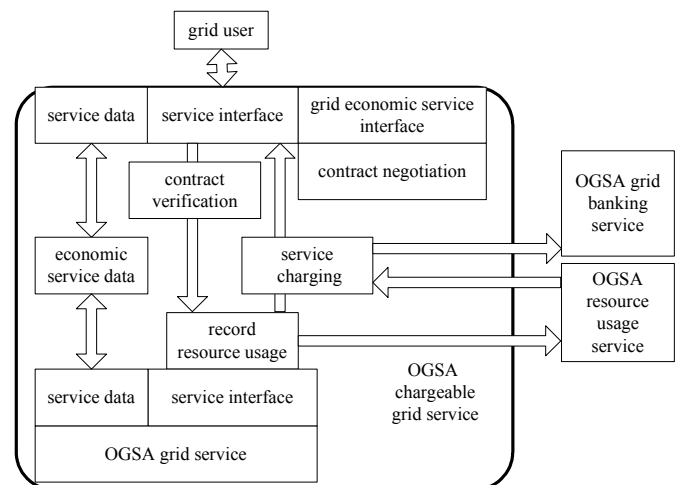 grid user
service data
service interface
grid economic service
interface
contract negotiation
contract
verification
OGSA grid
banking
service
economic
service data
service
charging
OGSA
resource
usage
service
record
resource usage
OGSA
chargeable
grid service
service data
service interface
OGSA grid service